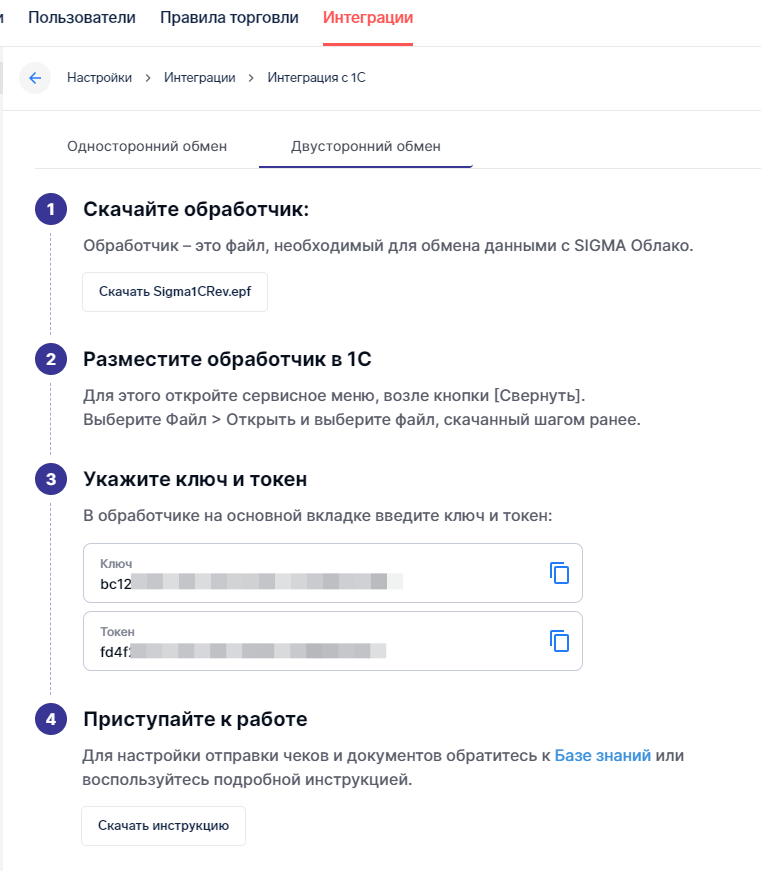 и Пользователи Правила торговли Интеграции
Настройки > Интеграции > Интеграция с 1С
Односторонний обмен Двусторонний обмен
1 Скачайте обработчик:
Обработчик – это файл, необходимый для обмена данными с SIGMA Облако.
Скачать Sigma1CRev.epf
2 Разместите обработчик в 1С
Для этого откройте сервисное меню, возле кнопки [Свернуть].
Выберите Файл > Открыть и выберите файл, скачанный шагом ранее.
3 Укажите ключ и токен
В обработчике на основной вкладке введите ключ и токен:
Ключ
bc12
Токен
fd4f
4 Приступайте к работе
Для настройки отправки чеков и документов обратитесь к Базе знаний или
воспользуйтесь подробной инструкцией.
Скачать инструкцию